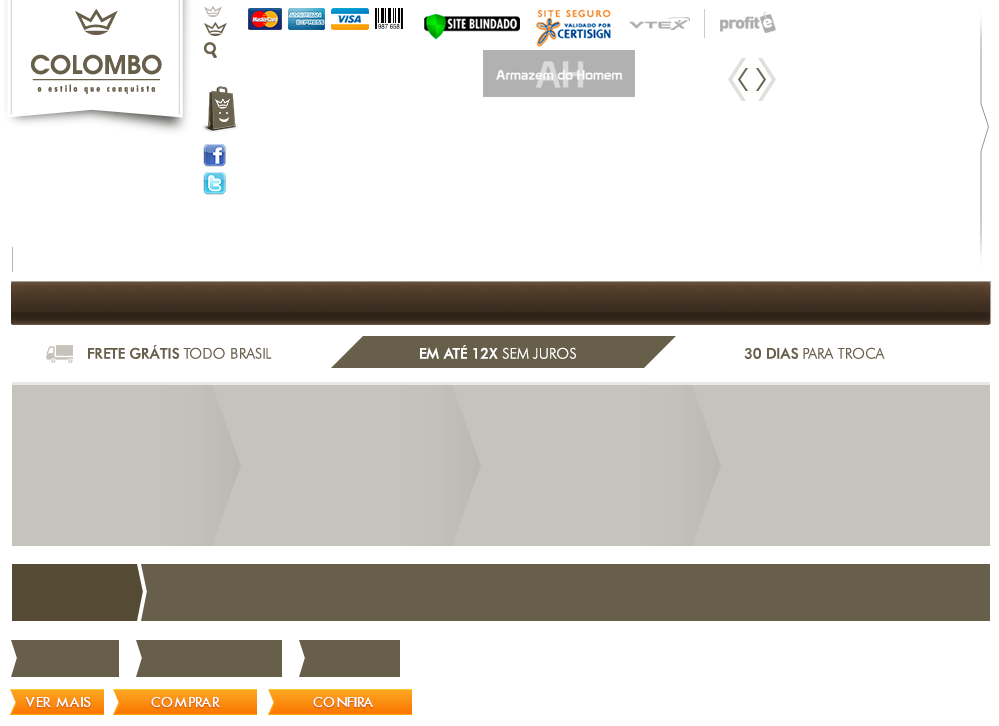 COLOMBO
o estilo que conquista
MasterCard
AMERICAN EXPRESS
VISA
987 656
SITE BLINDADO
SITE SEGURO
VALIDADO POR
CERTISIGN
VTEX
profite
AH
Armazem do Homem
FRETE GRÁTIS TODO BRASIL
EM ATÉ 12X SEM JUROS
30 DIAS PARA TROCA
VER MAIS
COMPRAR
CONFIRA